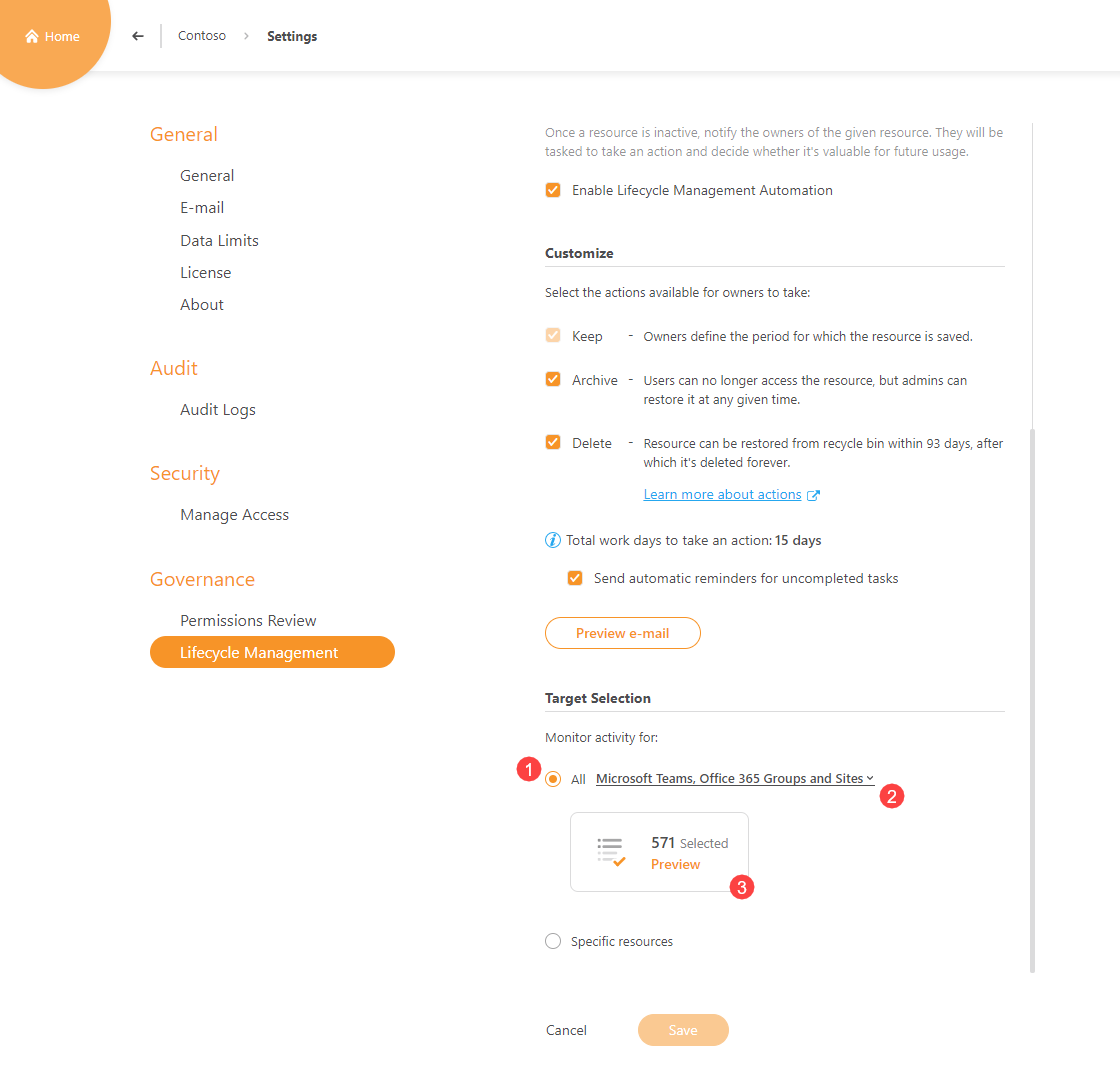 Home
Contoso
Settings
General
General
E-mail
Data Limits
License
About
Audit
Audit Logs
Security
Manage Access
Governance
Permissions Review
Lifecycle Management
Once a resource is inactive, notify the owners of the given resource. They will be
tasked to take an action and decide whether it's valuable for future usage.
Enable Lifecycle Management Automation
Customize
Select the actions available for owners to take:
Keep - Owners define the period for which the resource is saved.
Archive - Users can no longer access the resource, but admins can
restore it at any given time.
Delete - Resource can be restored from recycle bin within 93 days, after
which it's deleted forever.
Learn more about actions
Total work days to take an action: 15 days
Send automatic reminders for uncompleted tasks
Preview e-mail
Target Selection
Monitor activity for:
1
All Microsoft Teams, Office 365 Groups and Sites
2
571 Selected
Preview
3
Specific resources
Cancel
Save